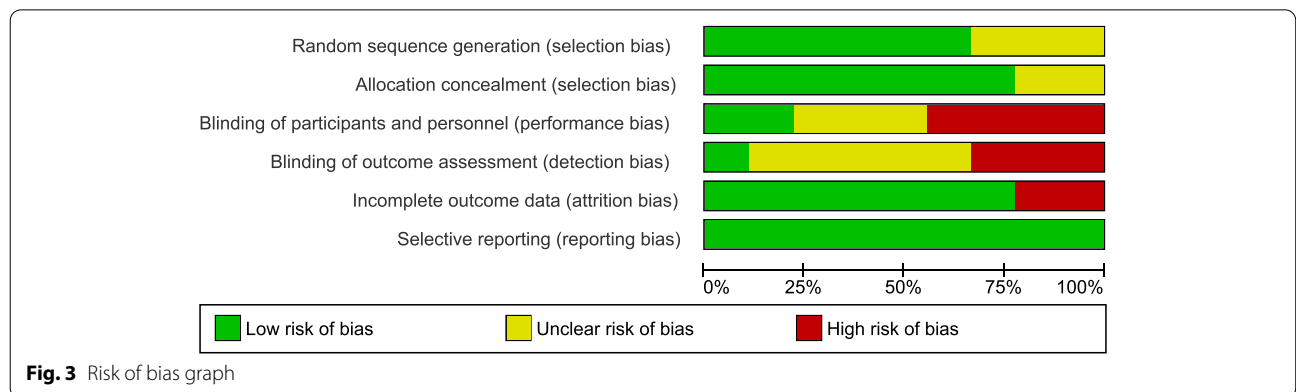 Random sequence generation (selection bias)
Allocation concealment (selection bias)
Blinding of participants and personnel (performance bias)
Blinding of outcome assessment (detection bias)
Incomplete outcome data (attrition bias)
Selective reporting (reporting bias)
0% 25% 50% 75% 100%
Low risk of bias Unclear risk of bias High risk of bias
Fig. 3 Risk of bias graph